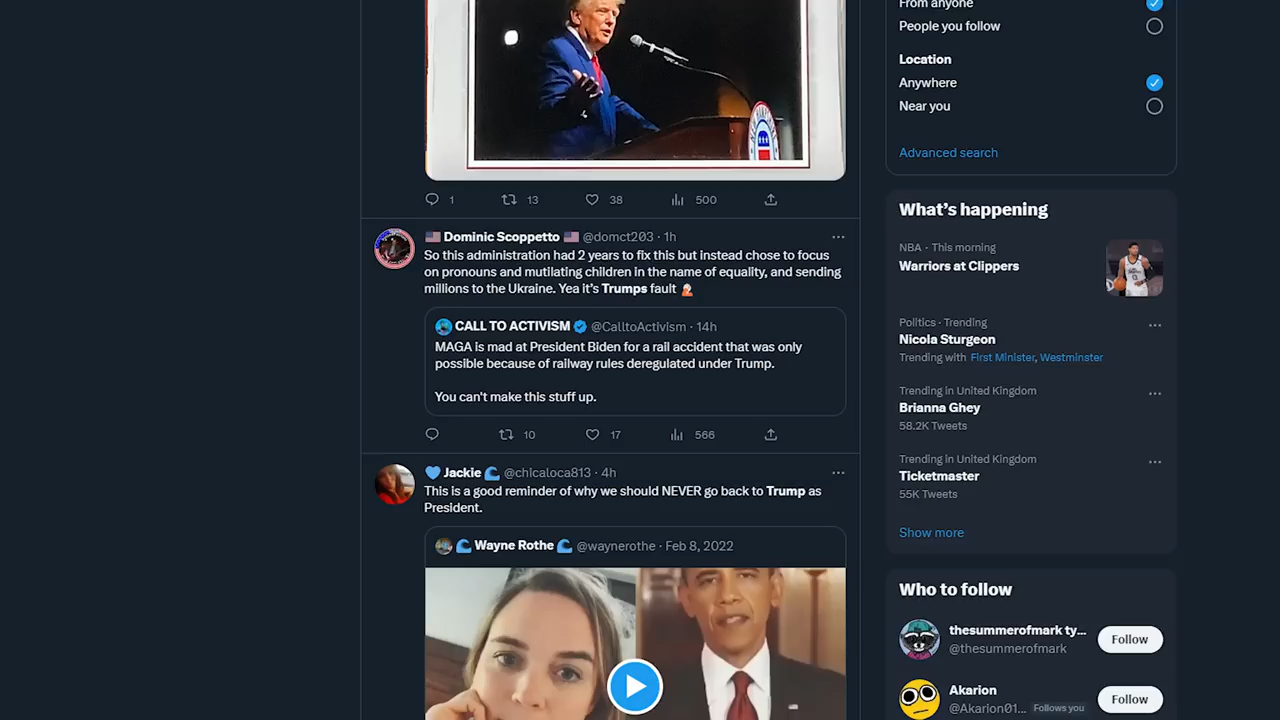 From anyone
People you follow
Location
Anywhere
Near you
Advanced search
1 13 38 500
Dominic Scoppetto @domct203 · 1h
So this administration had 2 years to fix this but instead chose to focus
on pronouns and mutilating children in the name of equality, and sending
millions to the Ukraine. Yea it’s Trumps fault
CALL TO ACTIVISM @CalltoActivism · 14h
MAGA is mad at President Biden for a rail accident that was only
possible because of railway rules deregulated under Trump.
You can't make this stuff up.
10 17 566
Jackie @chicaloca813 · 4h
This is a good reminder of why we should NEVER go back to Trump as
President.
Wayne Rothe @waynerothe · Feb 8, 2022
What’s happening
NBA · This morning
Warriors at Clippers
Politics · Trending
Nicola Sturgeon
Trending with First Minister, Westminster
Trending in United Kingdom
Brianna Ghey
58.2K Tweets
Trending in United Kingdom
Ticketmaster
55K Tweets
Show more
Who to follow
thesummerofmark ty...
@thesummerofmark
Follow
Akarion
@Akarion01... Follows you
Follow